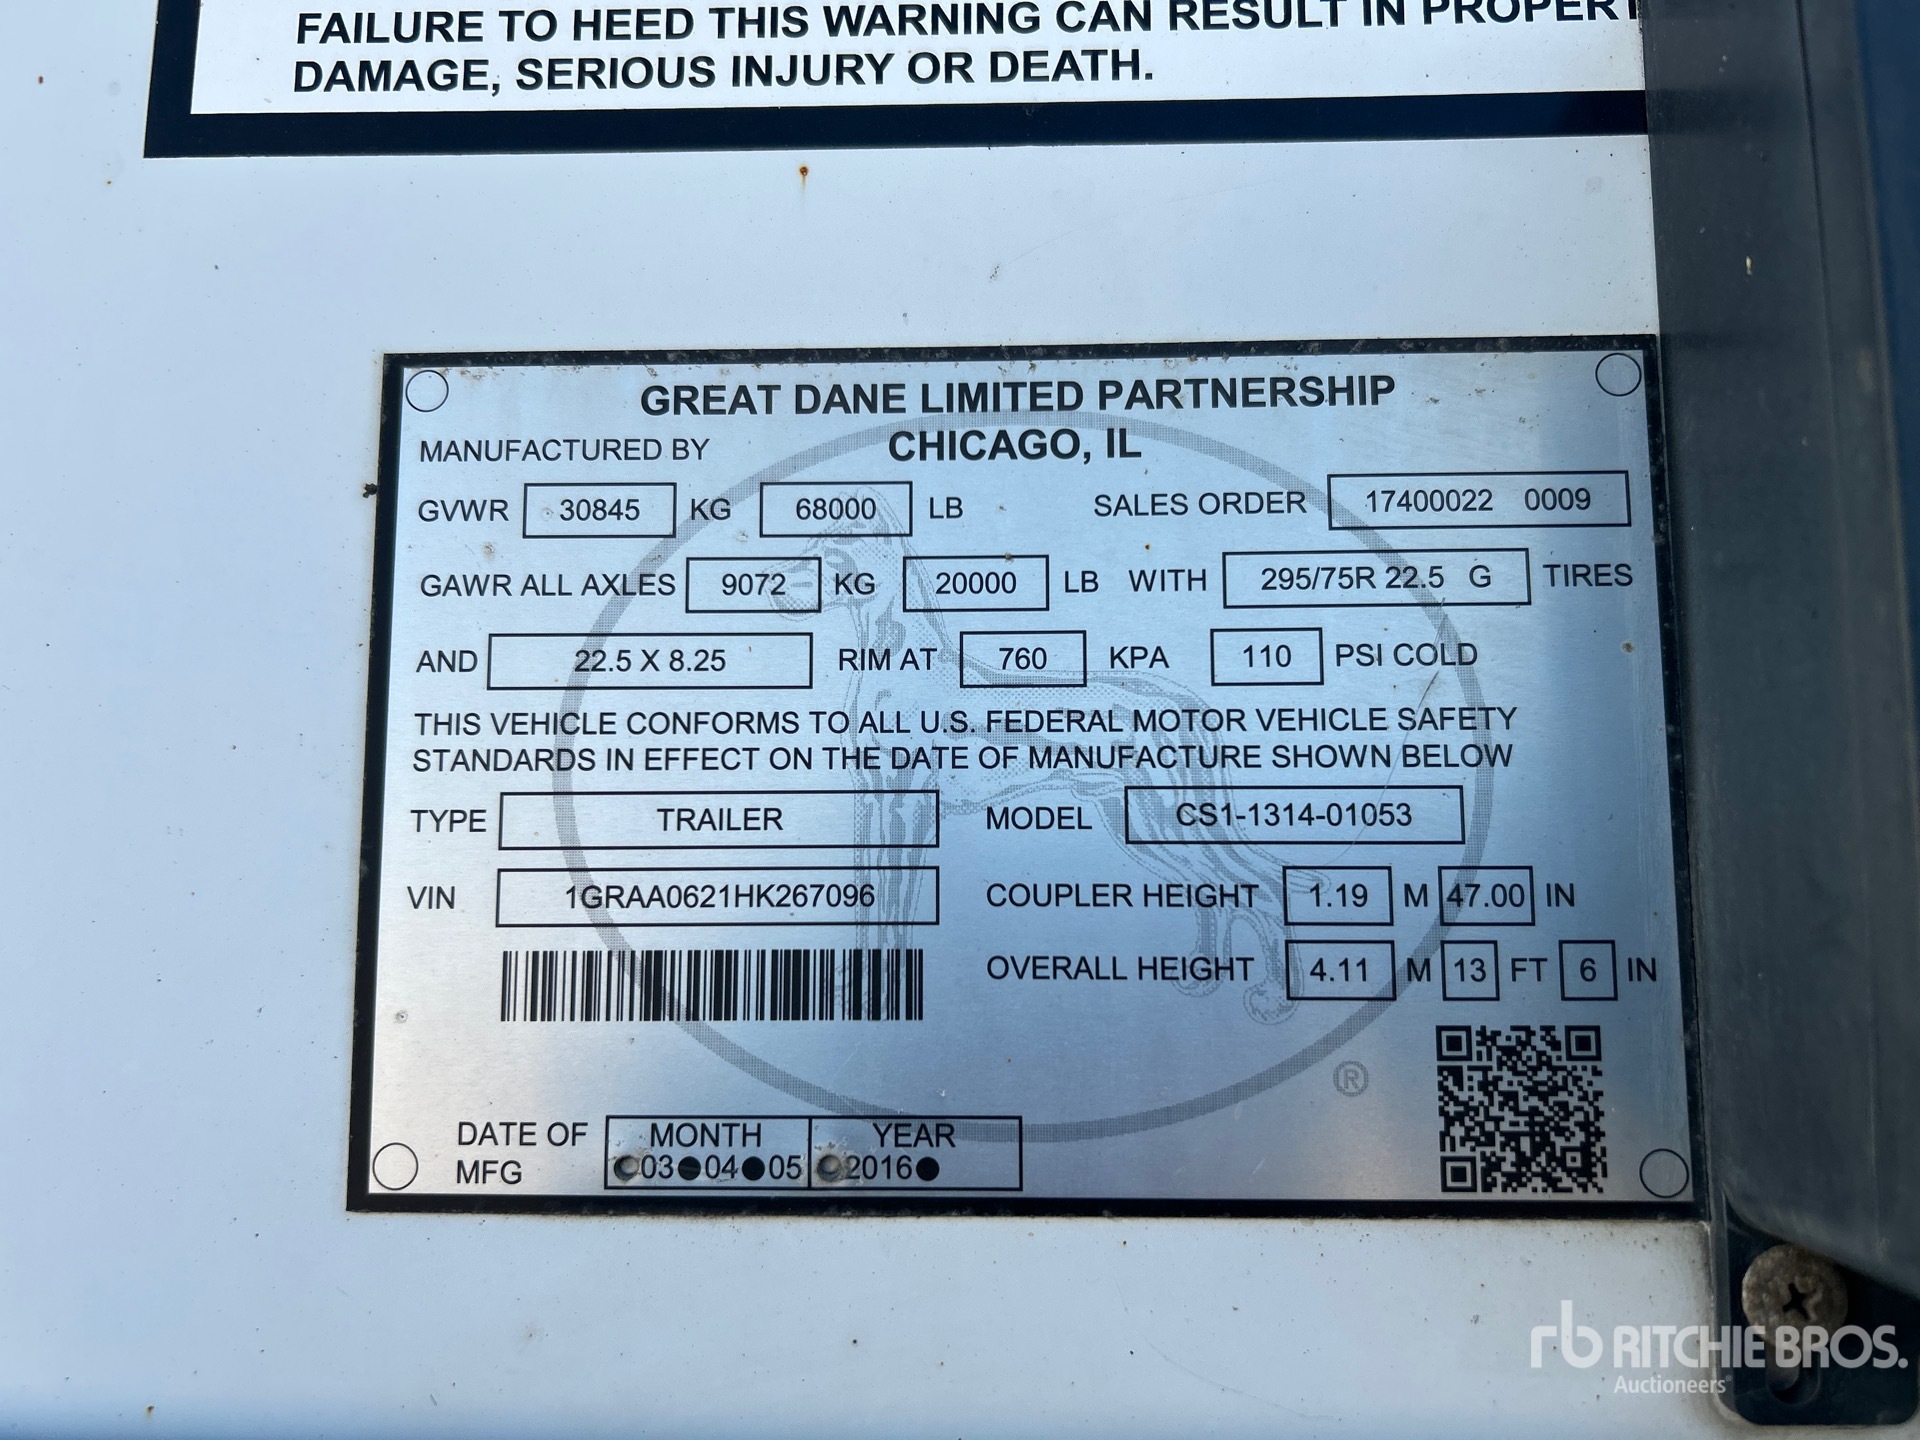 FAILURE TO HEED THIS WARNING CAN RESULT IN PROPERT
DAMAGE, SERIOUS INJURY OR DEATH.
GREAT DANE LIMITED PARTNERSHIP
MANUFACTURED BY CHICAGO, IL
GVWR 30845 KG 68000 LB SALES ORDER 17400022 0009
GAWR ALL AXLES 9072 KG 20000 LB WITH 295/75R 22.5 G TIRES
AND 22.5 X 8.25 RIM AT 760 KPA 110 PSI COLD
THIS VEHICLE CONFORMS TO ALL U.S. FEDERAL MOTOR VEHICLE SAFETY
STANDARDS IN EFFECT ON THE DATE OF MANUFACTURE SHOWN BELOW
TYPE TRAILER MODEL CS1-1314-01053
VIN 1GRAA0621HK267096 COUPLER HEIGHT 1.19 M 47.00 IN
OVERALL HEIGHT 4.11 M 13 FT 6 IN
®
DATE OF MONTH YEAR
MFG 03 04 05 2016
rb RITCHIE BROS.
Auctioneers